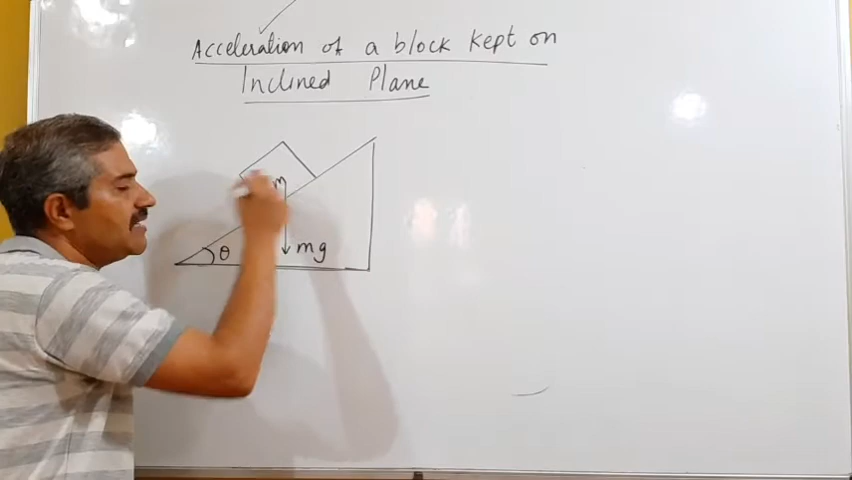 Acceleration of a block kept on
Inclined Plane
m
θ
mg